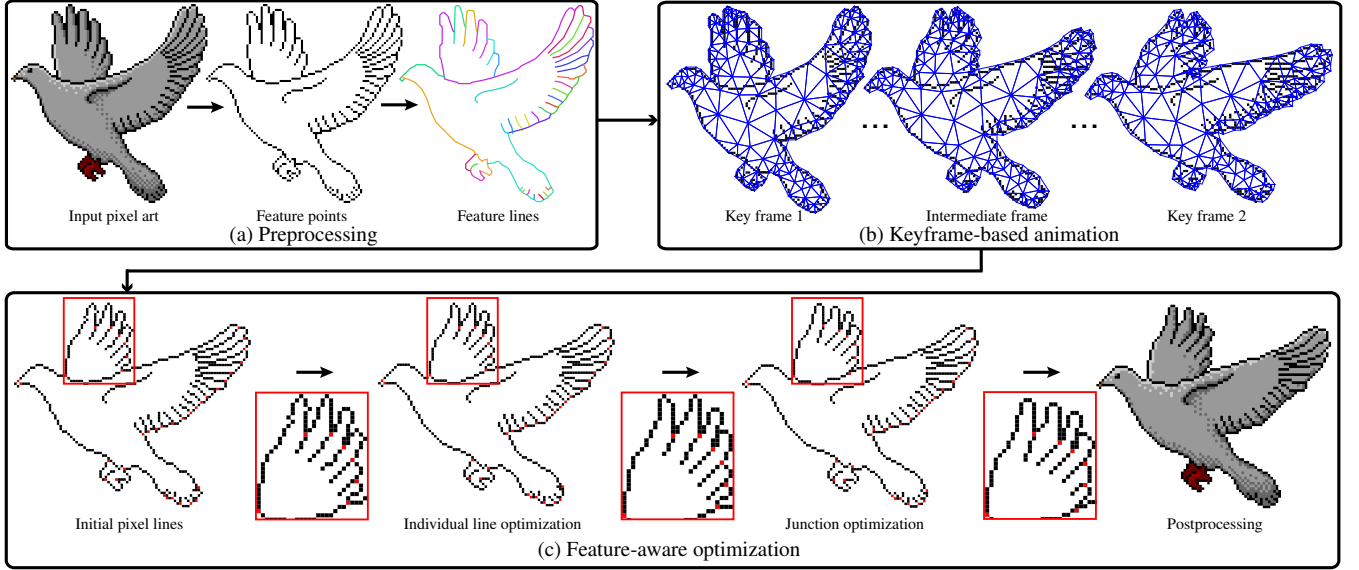 Input pixel art
Feature points
Feature lines
(a) Preprocessing
Key frame 1
...
Intermediate frame
...
Key frame 2
(b) Keyframe-based animation
Initial pixel lines
Individual line optimization
Junction optimization
Postprocessing
(c) Feature-aware optimization